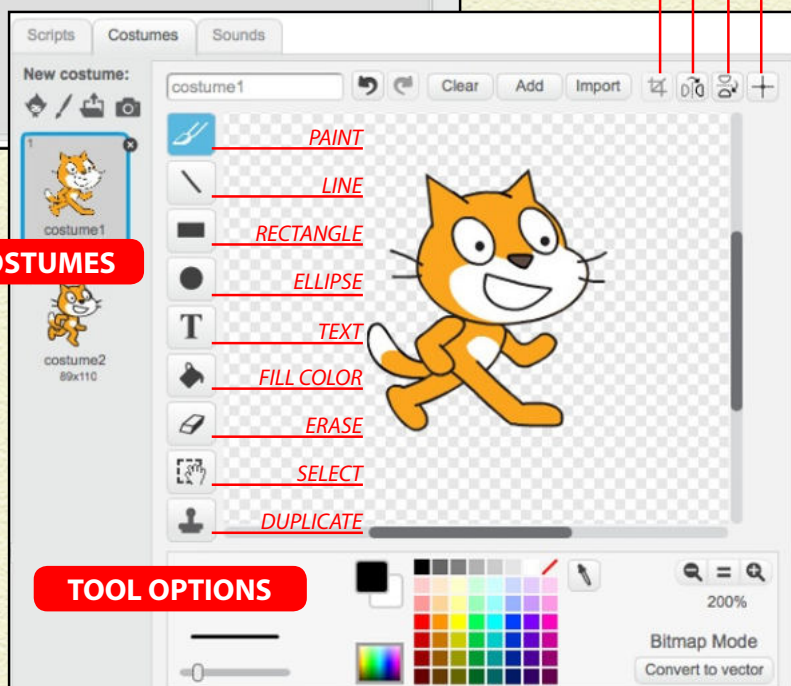 Scripts Costumes Sounds
New costume:
costume1 Clear Add Import
1
PAINT
LINE
costume1
RECTANGLE
OSTUMES
ELLIPSE
TEXT
costume2
89x110
FILL COLOR
ERASE
SELECT
DUPLICATE
TOOL OPTIONS
200%
Bitmap Mode
Convert to vector